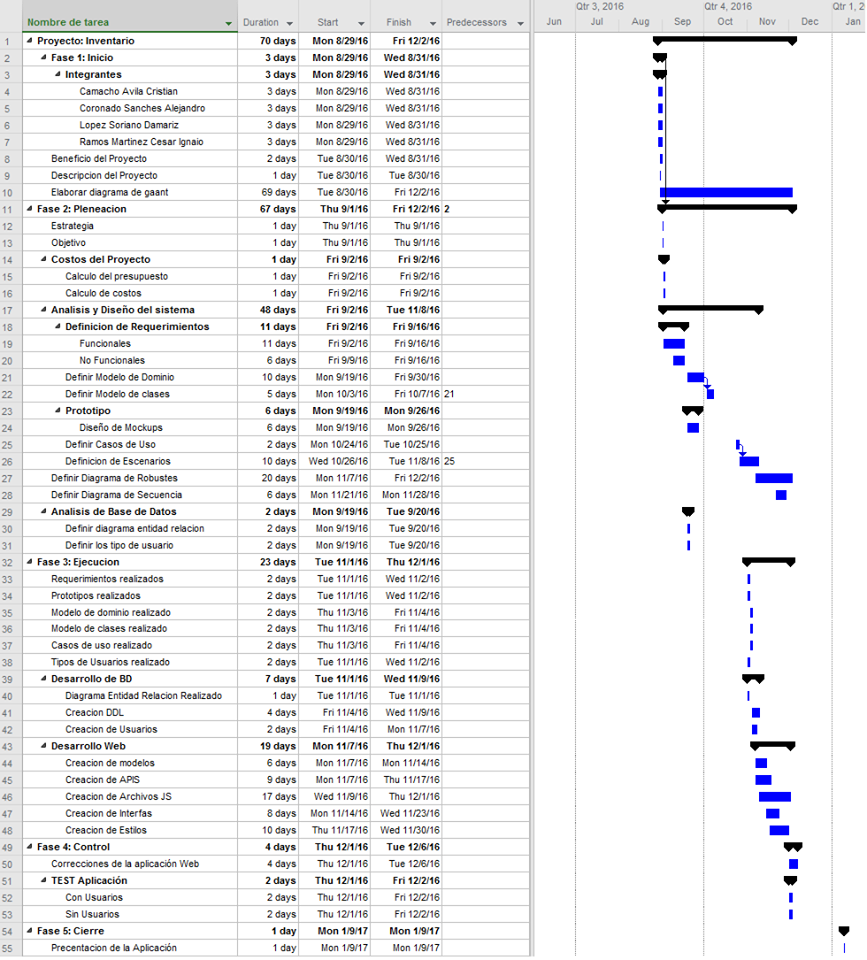 Qtr 3, 2016 Qtr 4, 2016 Qtr 1, 2
Nombre de tarea Duration Start Finish Predecessors Jun Jul Aug Sep Oct Nov Dec Jan
1 Proyecto: Inventario 70 days Mon 8/29/16 Fri 12/2/16
2 Fase 1: Inicio 3 days Mon 8/29/16 Wed 8/31/16
3 Integrantes 3 days Mon 8/29/16 Wed 8/31/16
4 Camacho Avila Cristian 3 days Mon 8/29/16 Wed 8/31/16
5 Coronado Sanches Alejandro 3 days Mon 8/29/16 Wed 8/31/16
6 Lopez Soriano Damariz 3 days Mon 8/29/16 Wed 8/31/16
7 Ramos Martinez Cesar Ignaio 3 days Mon 8/29/16 Wed 8/31/16
8 Beneficio del Proyecto 2 days Tue 8/30/16 Wed 8/31/16
9 Descripcion del Proyecto 1 day Tue 8/30/16 Tue 8/30/16
10 Elaborar diagrama de gaant 69 days Tue 8/30/16 Fri 12/2/16
11 Fase 2: Pleneacion 67 days Thu 9/1/16 Fri 12/2/16 2
12 Estrategia 1 day Thu 9/1/16 Thu 9/1/16
13 Objetivo 1 day Thu 9/1/16 Thu 9/1/16
14 Costos del Proyecto 1 day Fri 9/2/16 Fri 9/2/16
15 Calculo del presupuesto 1 day Fri 9/2/16 Fri 9/2/16
16 Calculo de costos 1 day Fri 9/2/16 Fri 9/2/16
17 Analisis y Diseño del sistema 48 days Fri 9/2/16 Tue 11/8/16
18 Definicion de Requerimientos 11 days Fri 9/2/16 Fri 9/16/16
19 Funcionales 11 days Fri 9/2/16 Fri 9/16/16
20 No Funcionales 6 days Fri 9/9/16 Fri 9/16/16
21 Definir Modelo de Dominio 10 days Mon 9/19/16 Fri 9/30/16
22 Definir Modelo de clases 5 days Mon 10/3/16 Fri 10/7/16 21
23 Prototipo 6 days Mon 9/19/16 Mon 9/26/16
24 Diseño de Mockups 6 days Mon 9/19/16 Mon 9/26/16
25 Definir Casos de Uso 2 days Mon 10/24/16 Tue 10/25/16
26 Definicion de Escenarios 10 days Wed 10/26/16 Tue 11/8/16 25
27 Definir Diagrama de Robustes 20 days Mon 11/7/16 Fri 12/2/16
28 Definir Diagrama de Secuencia 6 days Mon 11/21/16 Mon 11/28/16
29 Analisis de Base de Datos 2 days Mon 9/19/16 Tue 9/20/16
30 Definir diagrama entidad relacion 2 days Mon 9/19/16 Tue 9/20/16
31 Definir los tipo de usuario 2 days Mon 9/19/16 Tue 9/20/16
32 Fase 3: Ejecucion 23 days Tue 11/1/16 Thu 12/1/16
33 Requerimientos realizados 2 days Tue 11/1/16 Wed 11/2/16
34 Prototipos realizados 2 days Tue 11/1/16 Wed 11/2/16
35 Modelo de dominio realizado 2 days Thu 11/3/16 Fri 11/4/16
36 Modelo de clases realizado 2 days Thu 11/3/16 Fri 11/4/16
37 Casos de uso realizado 2 days Thu 11/3/16 Fri 11/4/16
38 Tipos de Usuarios realizado 2 days Tue 11/1/16 Wed 11/2/16
39 Desarrollo de BD 7 days Tue 11/1/16 Wed 11/9/16
40 Diagrama Entidad Relacion Realizado 1 day Tue 11/1/16 Tue 11/1/16
41 Creacion DDL 4 days Fri 11/4/16 Wed 11/9/16
42 Creacion de Usuarios 2 days Fri 11/4/16 Mon 11/7/16
43 Desarrollo Web 19 days Mon 11/7/16 Thu 12/1/16
44 Creacion de modelos 6 days Mon 11/7/16 Mon 11/14/16
45 Creacion de APIS 9 days Mon 11/7/16 Thu 11/17/16
46 Creacion de Archivos JS 17 days Wed 11/9/16 Thu 12/1/16
47 Creacion de Interfas 8 days Mon 11/14/16 Wed 11/23/16
48 Creacion de Estilos 10 days Thu 11/17/16 Wed 11/30/16
49 Fase 4: Control 4 days Thu 12/1/16 Tue 12/6/16
50 Correcciones de la aplicación Web 4 days Thu 12/1/16 Tue 12/6/16
51 TEST Aplicación 2 days Thu 12/1/16 Fri 12/2/16
52 Con Usuarios 2 days Thu 12/1/16 Fri 12/2/16
53 Sin Usuarios 2 days Thu 12/1/16 Fri 12/2/16
54 Fase 5: Cierre 1 day Mon 1/9/17 Mon 1/9/17
55 Precentacion de la Aplicación 1 day Mon 1/9/17 Mon 1/9/17